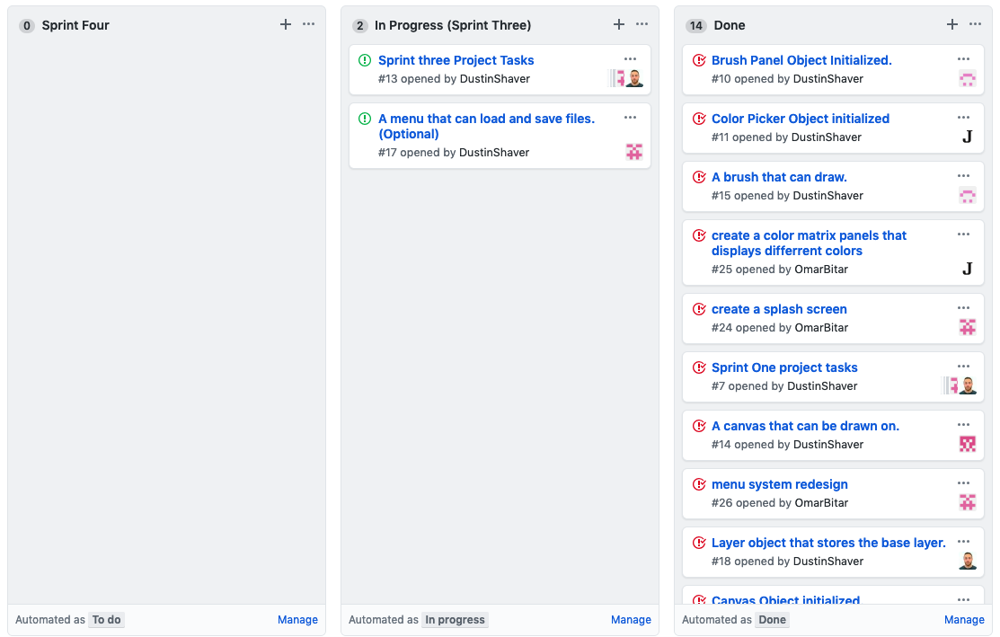 0 Sprint Four
2 In Progress (Sprint Three)
14 Done
Sprint three Project Tasks
#13 opened by DustinShaver
A menu that can load and save files.
(Optional)
#17 opened by DustinShaver
Brush Panel Object Initialized.
#10 opened by DustinShaver
Color Picker Object initialized
#11 opened by DustinShaver
J
A brush that can draw.
#15 opened by DustinShaver
create a color matrix panels that
displays differrent colors
#25 opened by OmarBitar
J
create a splash screen
#24 opened by OmarBitar
Sprint One project tasks
#7 opened by DustinShaver
A canvas that can be drawn on.
#14 opened by DustinShaver
menu system redesign
#26 opened by OmarBitar
Layer object that stores the base layer.
#18 opened by DustinShaver
Canvas Object initialized
Automated as To do Manage
Automated as In progress Manage
Automated as Done Manage